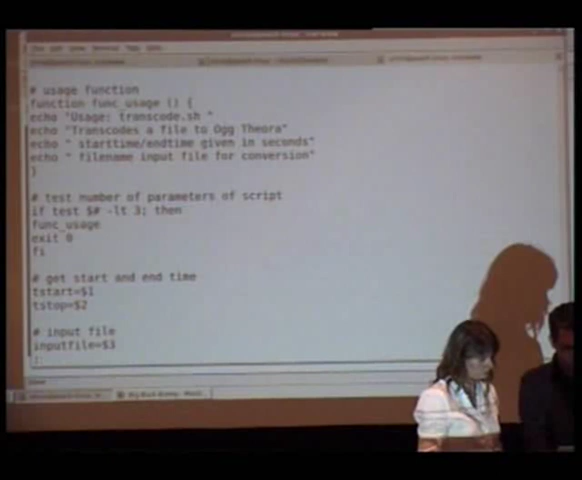 # usage function
function func_usage () {
echo "Usage: transcode.sh "
echo "Transcodes a file to Ogg Theora"
echo " starttime/endtime given in seconds"
echo " filename input file for conversion"
}
# test number of parameters of script
if test $# -lt 3; then
func_usage
exit 0
fi
# get start and end time
tstart=$1
tstop=$2
# input file
inputfile=$3
: